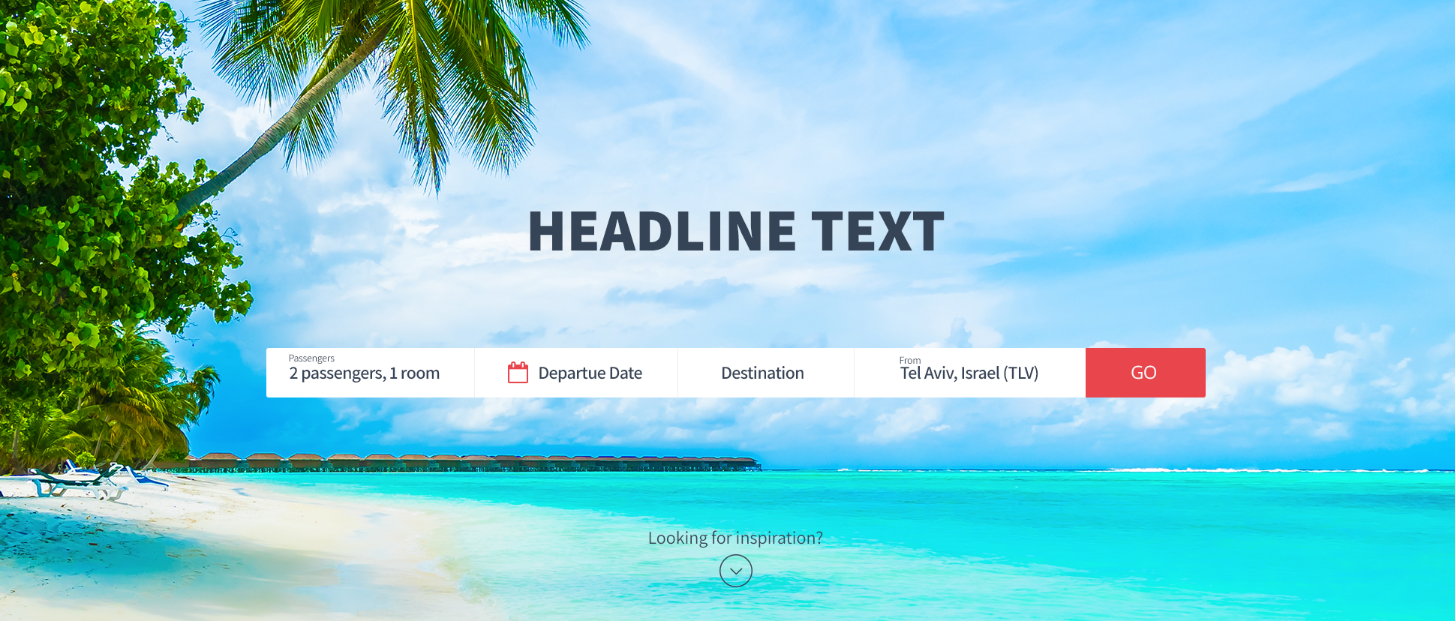 HEADLINE TEXT
Passengers
2 passengers, 1 room
Departue Date
Destination
From
Tel Aviv, Israel (TLV)
GO
Looking for inspiration?